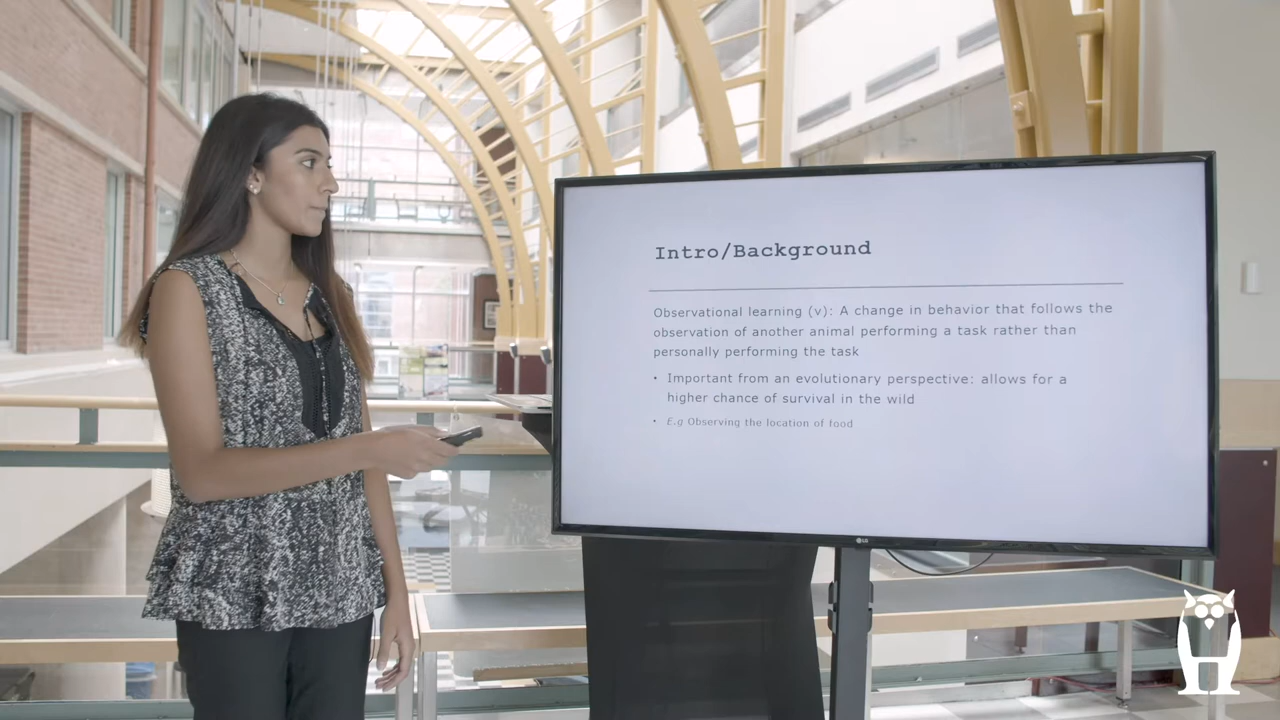 Intro/Background
Observational learning (v): A change in behavior that follows the
observation of another animal performing a task rather than
personally performing the task
• Important from an evolutionary perspective: allows for a
higher chance of survival in the wild
• E.g Observing the location of food
LG